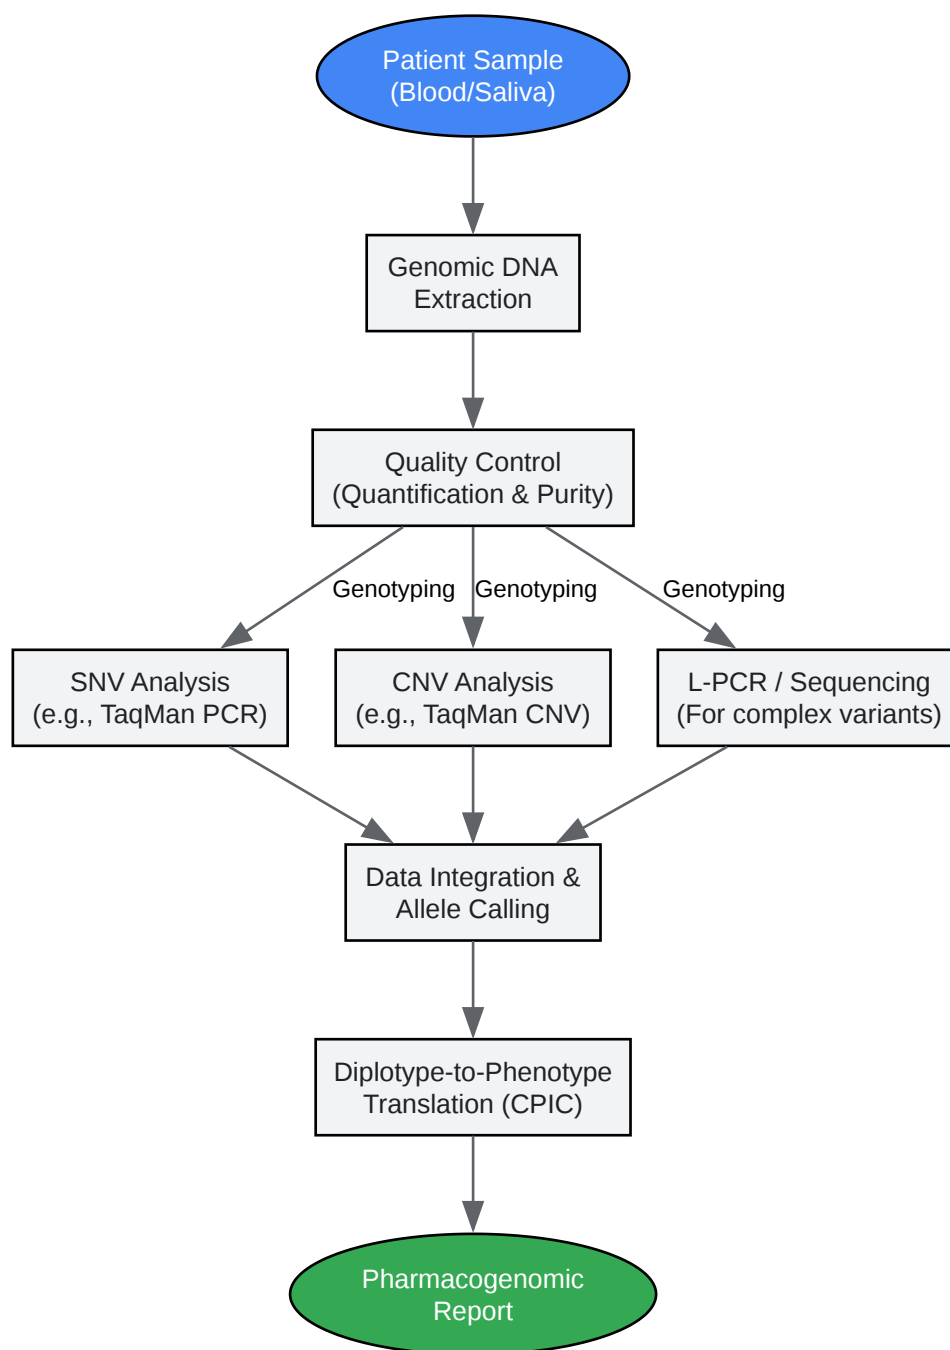 Patient Sample
(Blood/Saliva)
Genomic DNA
Extraction
Quality Control
(Quantification & Purity)
Genotyping
Genotyping
Genotyping
SNV Analysis
(e.g., TaqMan PCR)
CNV Analysis
(e.g., TaqMan CNV)
L-PCR / Sequencing
(For complex variants)
Data Integration &
Allele Calling
Diplotype-to-Phenotype
Translation (CPIC)
Pharmacogenomic
Report